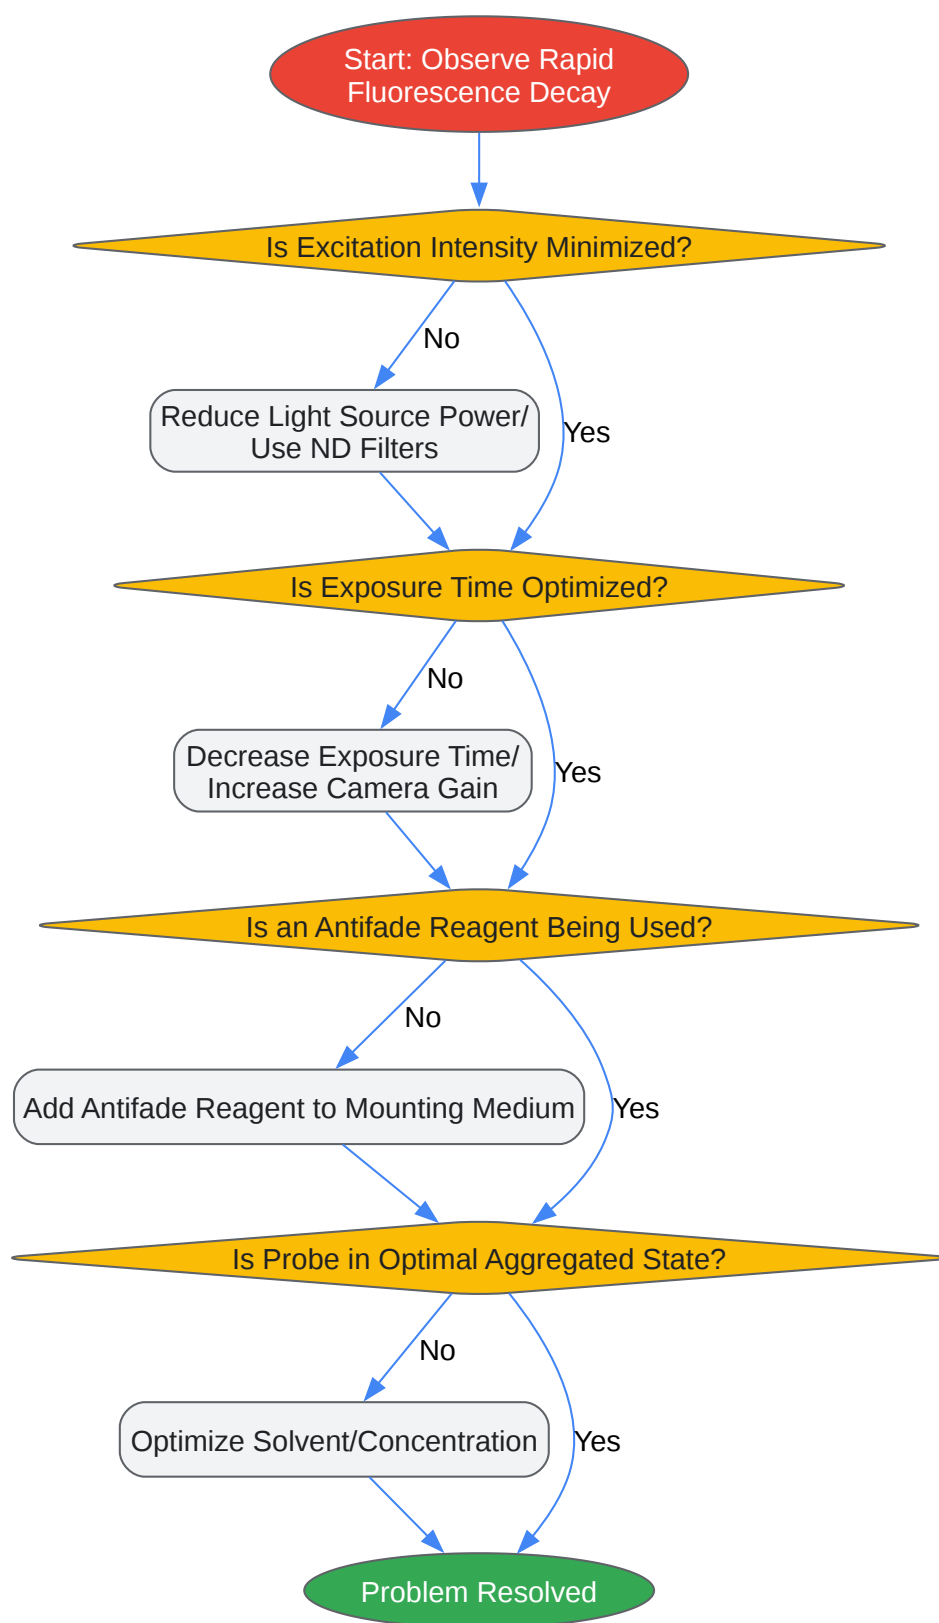 Start: Observe Rapid
Fluorescence Decay
Is Excitation Intensity Minimized?
No
Reduce Light Source Power/
Use ND Filters
Yes
Is Exposure Time Optimized?
No
Decrease Exposure Time/
Increase Camera Gain
Yes
Is an Antifade Reagent Being Used?
No
Add Antifade Reagent to Mounting Medium
Yes
Is Probe in Optimal Aggregated State?
No
Optimize Solvent/Concentration
Yes
Problem Resolved